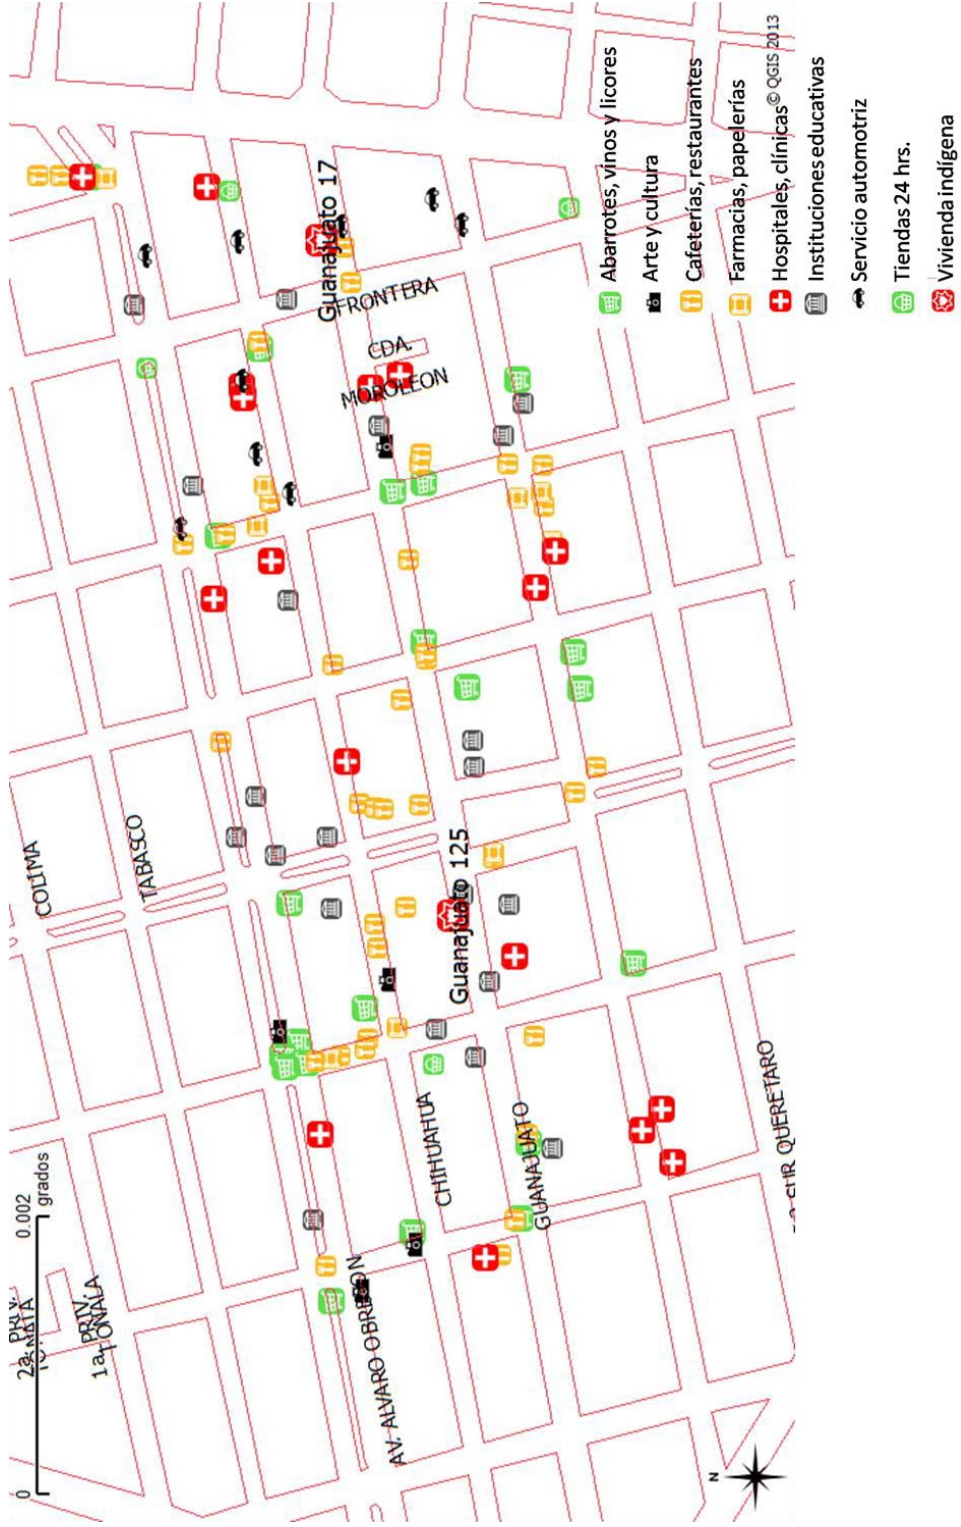 0
0.002
grados
2a. PRIV.
1a. PRIV.
TONALA
COLIMA
TABASCO
AV. ALVARO OBREGON
CHIHUAHUA
GUANAJUATO
QUERETARO
Guanajuato 125
Guanajuato 17
FRONTERA
CDA.
MOROLEON
N
Abarrotes, vinos y licores
Arte y cultura
Cafeterías, restaurantes
Farmacias, papelerías
Hospitales, clínicas
Instituciones educativas
Servicio automotriz
Tiendas 24 hrs.
Vivienda indígena
© QGIS 2013